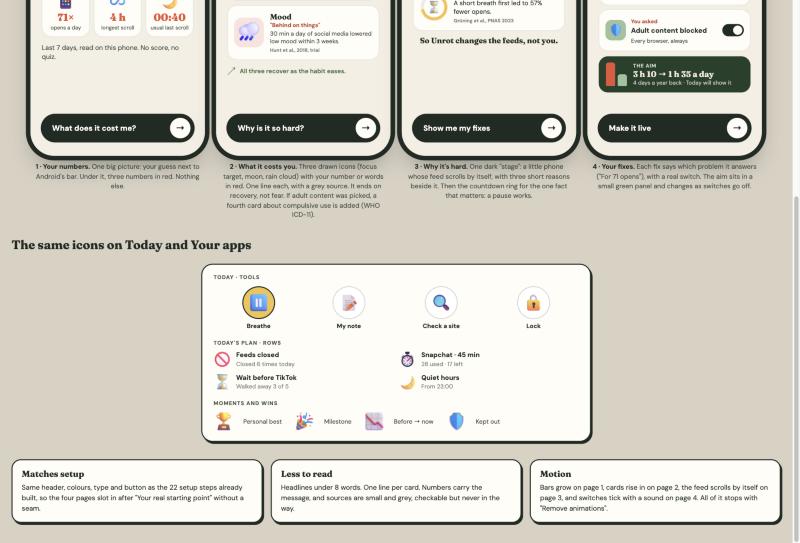 71×
opens a day
4 h
longest scroll
00:40
usual last scroll
Last 7 days, read on this phone. No score, no
quiz.
What does it cost me? →
Mood
"Behind on things"
30 min a day of social media lowered
low mood within 3 weeks.
Hunt et al., 2018, trial
All three recover as the habit eases.
Why is it so hard? →
A short breath first led to 57%
fewer opens.
Grüning et al., PNAS 2023
So Unrot changes the feeds, not you.
Show me my fixes →
You asked
Adult content blocked
Every browser, always
THE AIM
3 h 10 → 1 h 35 a day
4 days a year back · Today will show it
Make it live →
1 · Your numbers. One big picture: your guess next to
Android's bar. Under it, three numbers in red. Nothing
else.
2 · What it costs you. Three drawn icons (focus
target, moon, rain cloud) with your number or words
in red. One line each, with a grey source. It ends on
recovery, not fear. If adult content was picked, a
fourth card about compulsive use is added (WHO
ICD-11).
3 · Why it's hard. One dark "stage": a little phone
whose feed scrolls by itself, with three short reasons
beside it. Then the countdown ring for the one fact
that matters: a pause works.
4 · Your fixes. Each fix says which problem it answers
("For 71 opens"), with a real switch. The aim sits in a
small green panel and changes as switches go off.
The same icons on Today and Your apps
TODAY · TOOLS
Breathe
My note
Check a site
Lock
TODAY'S PLAN · ROWS
Feeds closed
Closed 6 times today
Snapchat · 45 min
28 used · 17 left
Wait before TikTok
Walked away 3 of 5
Quiet hours
From 23:00
MOMENTS AND WINS
Personal best
Milestone
Before → now
Kept out
Matches setup
Same header, colours, type and button as the 22 setup steps already
built, so the four pages slot in after "Your real starting point" without a
seam.
Less to read
Headlines under 8 words. One line per card. Numbers carry the
message, and sources are small and grey, checkable but never in the
way.
Motion
Bars grow on page 1, cards rise in on page 2, the feed scrolls by itself on
page 3, and switches tick with a sound on page 4. All of it stops with
"Remove animations".